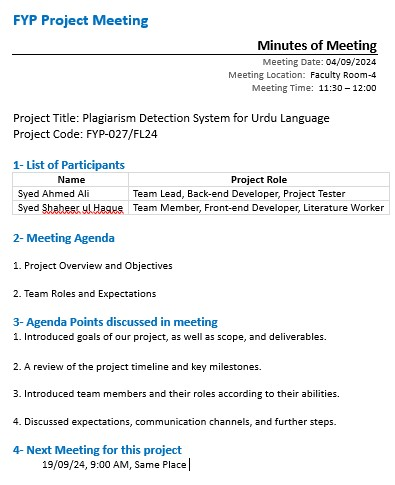 FYP Project Meeting
Minutes of Meeting
Meeting Date: 04/09/2024
Meeting Location: Faculty Room-4
Meeting Time: 11:30 – 12:00
Project Title: Plagiarism Detection System for Urdu Language
Project Code: FYP-027/FL24
1- List of Participants
Name Project Role
Syed Ahmed Ali Team Lead, Back-end Developer, Project Tester
Syed Shaheer ul Haque Team Member, Front-end Developer, Literature Worker
2- Meeting Agenda
1. Project Overview and Objectives
2. Team Roles and Expectations
3- Agenda Points discussed in meeting
1. Introduced goals of our project, as well as scope, and deliverables.
2. A review of the project timeline and key milestones.
3. Introduced team members and their roles according to their abilities.
4. Discussed expectations, communication channels, and further steps.
4- Next Meeting for this project
19/09/24, 9:00 AM, Same Place